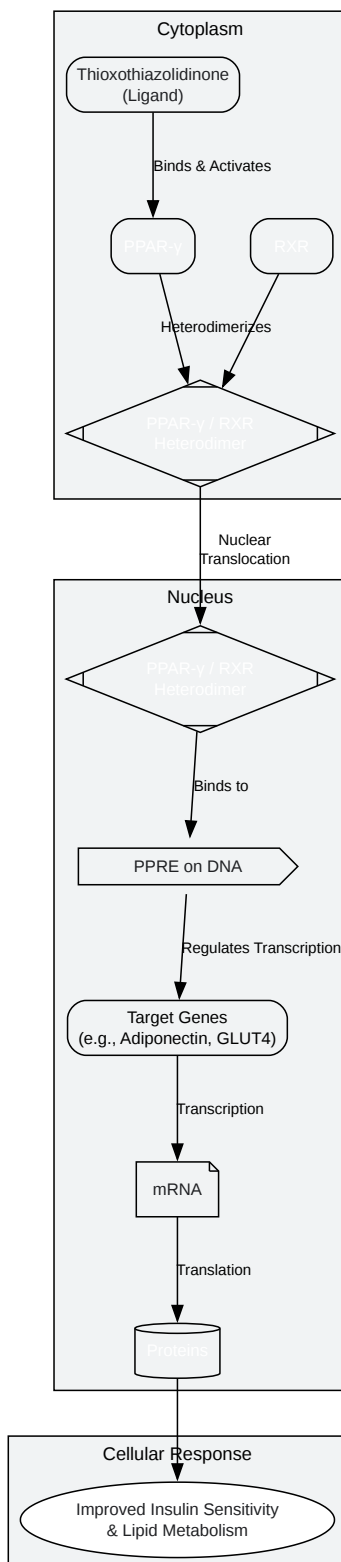 Cytoplasm
Thioxothiazolidinone
(Ligand)
Binds & Activates
PPAR-γ
RXR
Heterodimerizes
PPAR-γ / RXR
Heterodimer
Nuclear
Translocation
Nucleus
PPAR-γ / RXR
Heterodimer
Binds to
PPRE on DNA
Regulates Transcription
Target Genes
(e.g., Adiponectin, GLUT4)
Transcription
mRNA
Translation
Proteins
Cellular Response
Improved Insulin Sensitivity
& Lipid Metabolism